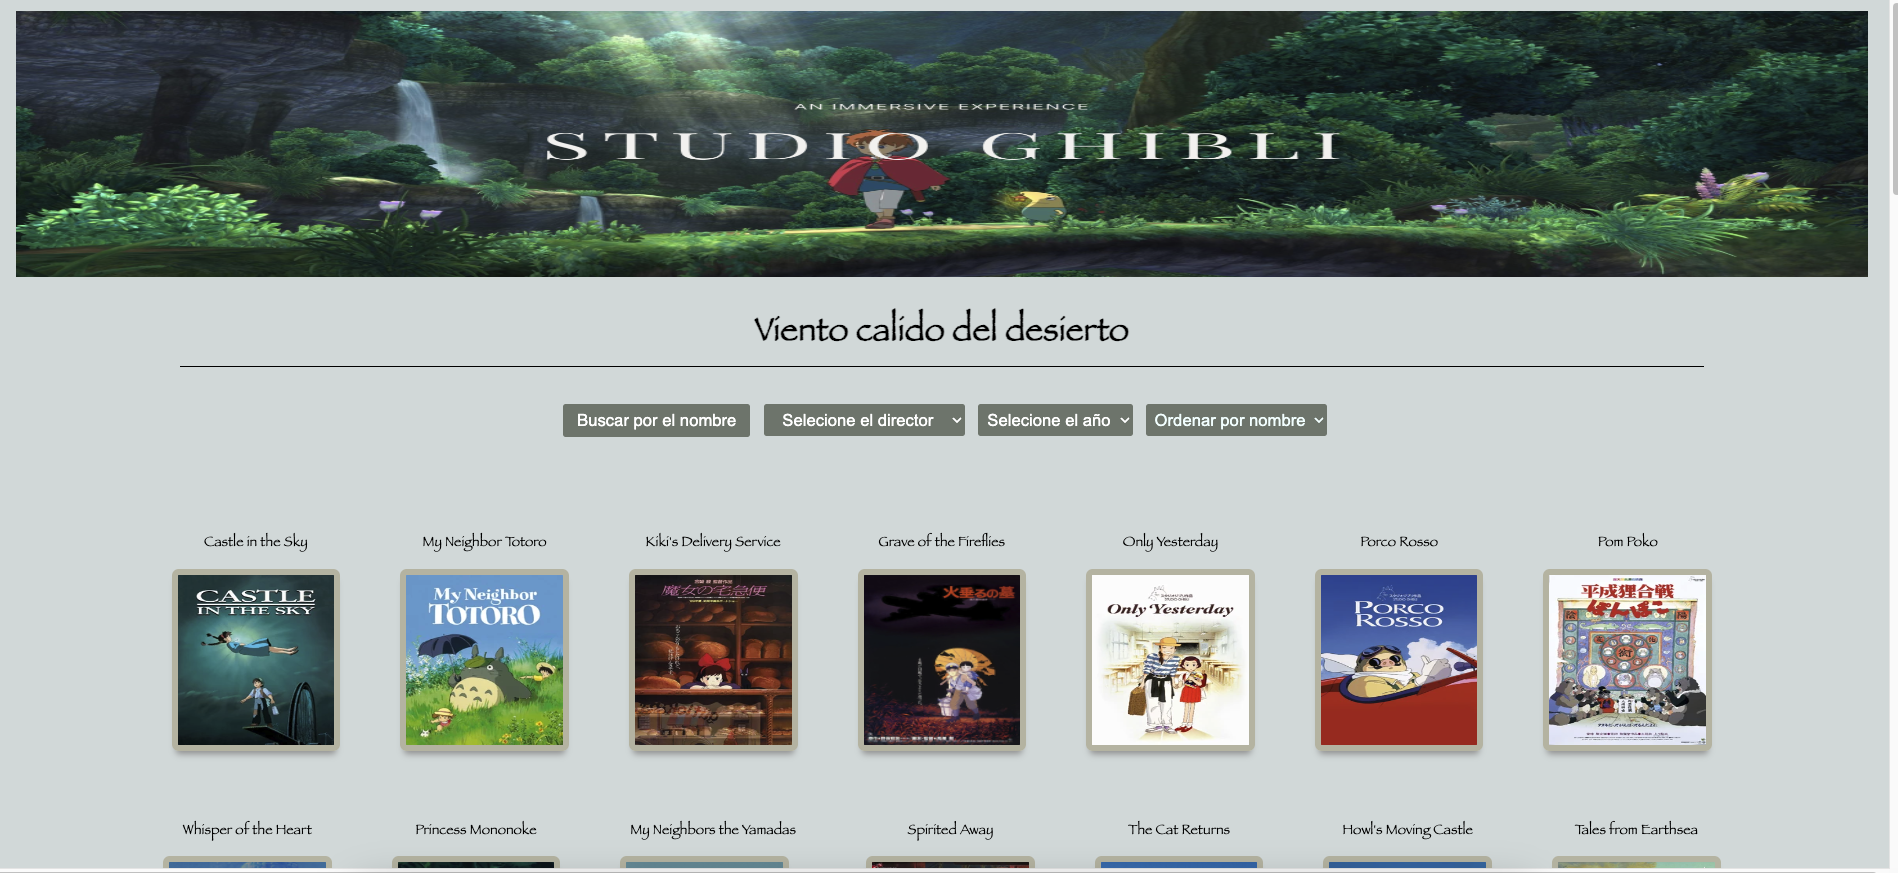 AN IMMERSIVE EXPERIENCE
STUDIO GHIBLI
Viento calido del desierto
Buscar por el nombre
Selecione el director
Selecione el año
Ordenar por nombre
Castle in the Sky
My Neighbor Totoro
Kiki's Delivery Service
Grave of the Fireflies
Only Yesterday
Porco Rosso
Pom Poko
CASTLE
IN THE SKY
My Neighbor
TOTORO
魔女の宅急便
火垂るの墓
Only Yesterday
PORCO
ROSSO
平成狸合戦
ぽんぽこ
Whisper of the Heart
Princess Mononoke
My Neighbors the Yamadas
Spirited Away
The Cat Returns
Howl's Moving Castle
Tales from Earthsea